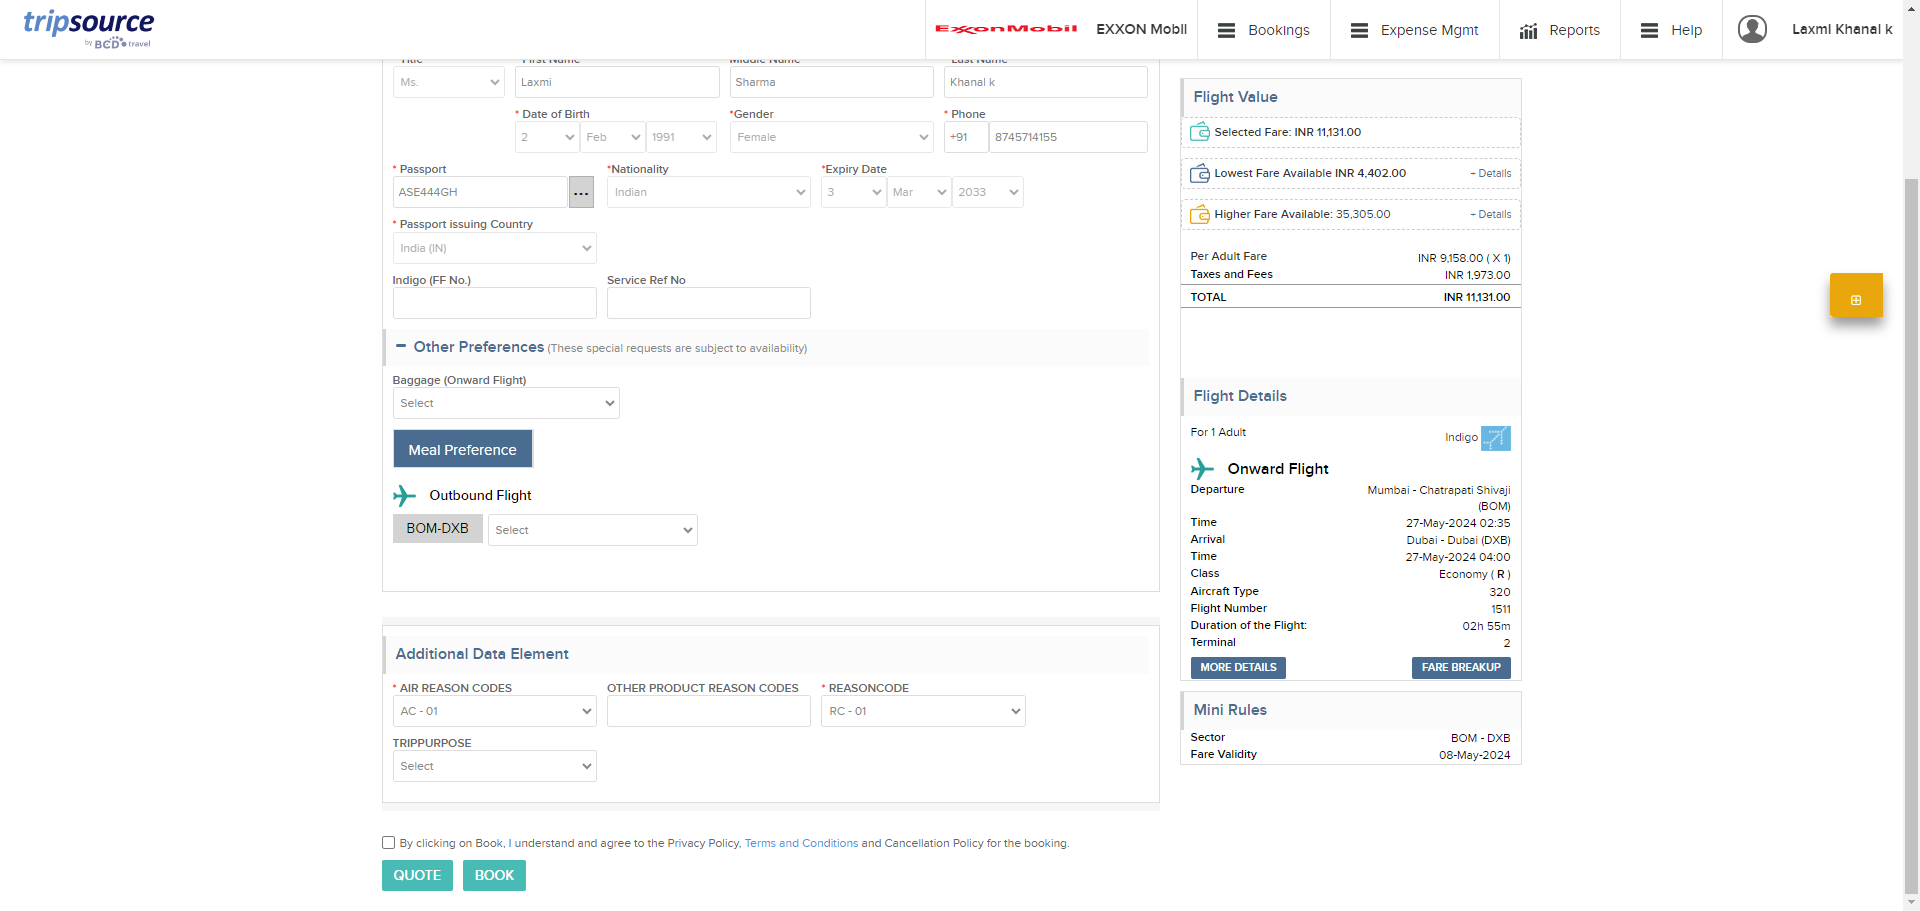 tripsource
by BCD travel
ExxonMobil
EXXON Mobil
Bookings
Expense Mgmt
Reports
Help
Laxmi Khanal k
Title
* First Name
Middle Name
* Last Name
Ms.
Laxmi
Sharma
Khanal k
* Date of Birth
*Gender
* Phone
2
Feb
1991
Female
+91
8745714155
* Passport
*Nationality
*Expiry Date
ASE444GH
...
Indian
3
Mar
2033
* Passport issuing Country
India (IN)
Indigo (FF No.)
Service Ref No
Other Preferences (These special requests are subject to availability)
Baggage (Onward Flight)
Select
Meal Preference
Outbound Flight
BOM-DXB
Select
Additional Data Element
* AIR REASON CODES
OTHER PRODUCT REASON CODES
* REASONCODE
AC - 01
RC - 01
TRIPPURPOSE
Select
By clicking on Book, I understand and agree to the Privacy Policy, Terms and Conditions and Cancellation Policy for the booking.
QUOTE
BOOK
Flight Value
Selected Fare: INR 11,131.00
Lowest Fare Available INR 4,402.00
+ Details
Higher Fare Available: 35,305.00
+ Details
Per Adult Fare
INR 9,158.00 ( X 1)
Taxes and Fees
INR 1,973.00
TOTAL
INR 11,131.00
Flight Details
For 1 Adult
Indigo
Onward Flight
Departure
Mumbai - Chatrapati Shivaji
(BOM)
Time
27-May-2024 02:35
Arrival
Dubai - Dubai (DXB)
Time
27-May-2024 04:00
Class
Economy ( R )
Aircraft Type
320
Flight Number
1511
Duration of the Flight:
02h 55m
Terminal
2
MORE DETAILS
FARE BREAKUP
Mini Rules
Sector
BOM - DXB
Fare Validity
08-May-2024